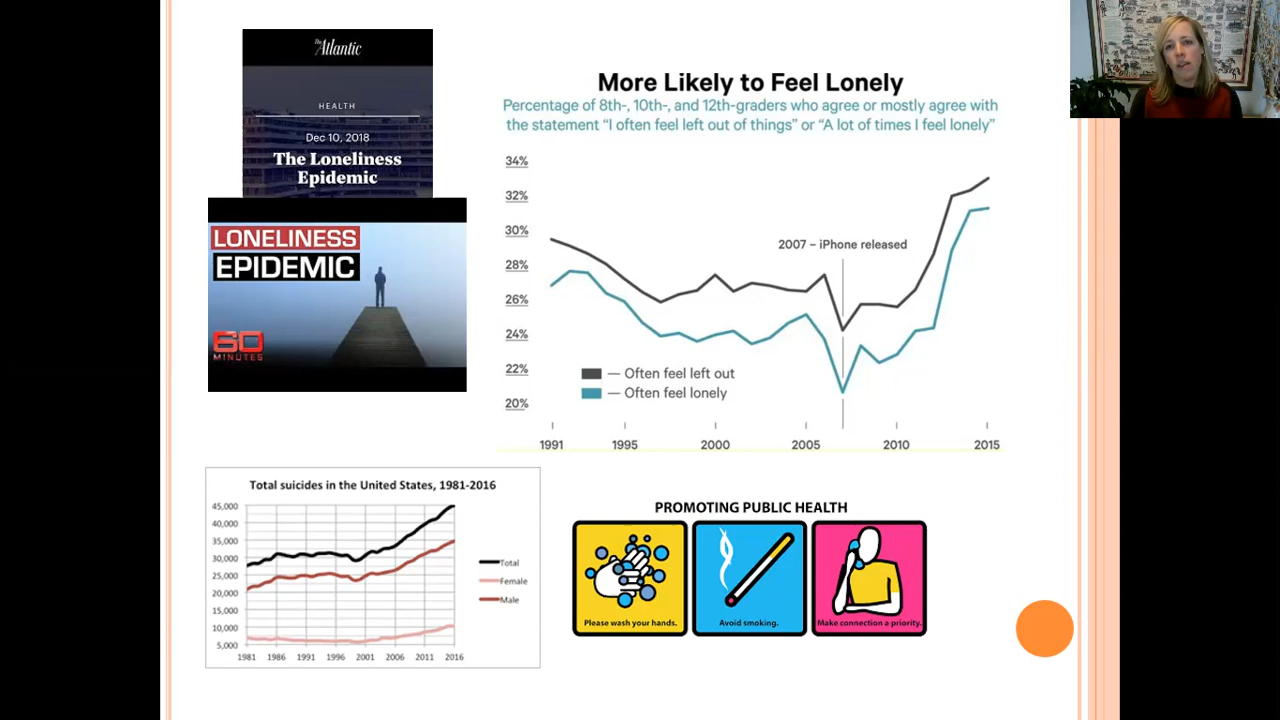 The Atlantic
HEALTH
Dec 10, 2018
The Loneliness
Epidemic
LONELINESS
EPIDEMIC
60
MINUTES
More Likely to Feel Lonely
Percentage of 8th-, 10th-, and 12th-graders who agree or mostly agree with
the statement “I often feel left out of things” or “A lot of times I feel lonely”
34%
32%
30%
28%
26%
24%
22%
20%
2007 – iPhone released
— Often feel left out
— Often feel lonely
1991 1995 2000 2005 2010 2015
Total suicides in the United States, 1981-2016
45,000
40,000
35,000
30,000
25,000
20,000
15,000
10,000
5,000
Total
Female
Male
1981 1986 1991 1996 2001 2006 2011 2016
PROMOTING PUBLIC HEALTH
Please wash your hands. Avoid smoking. Make connection a priority.